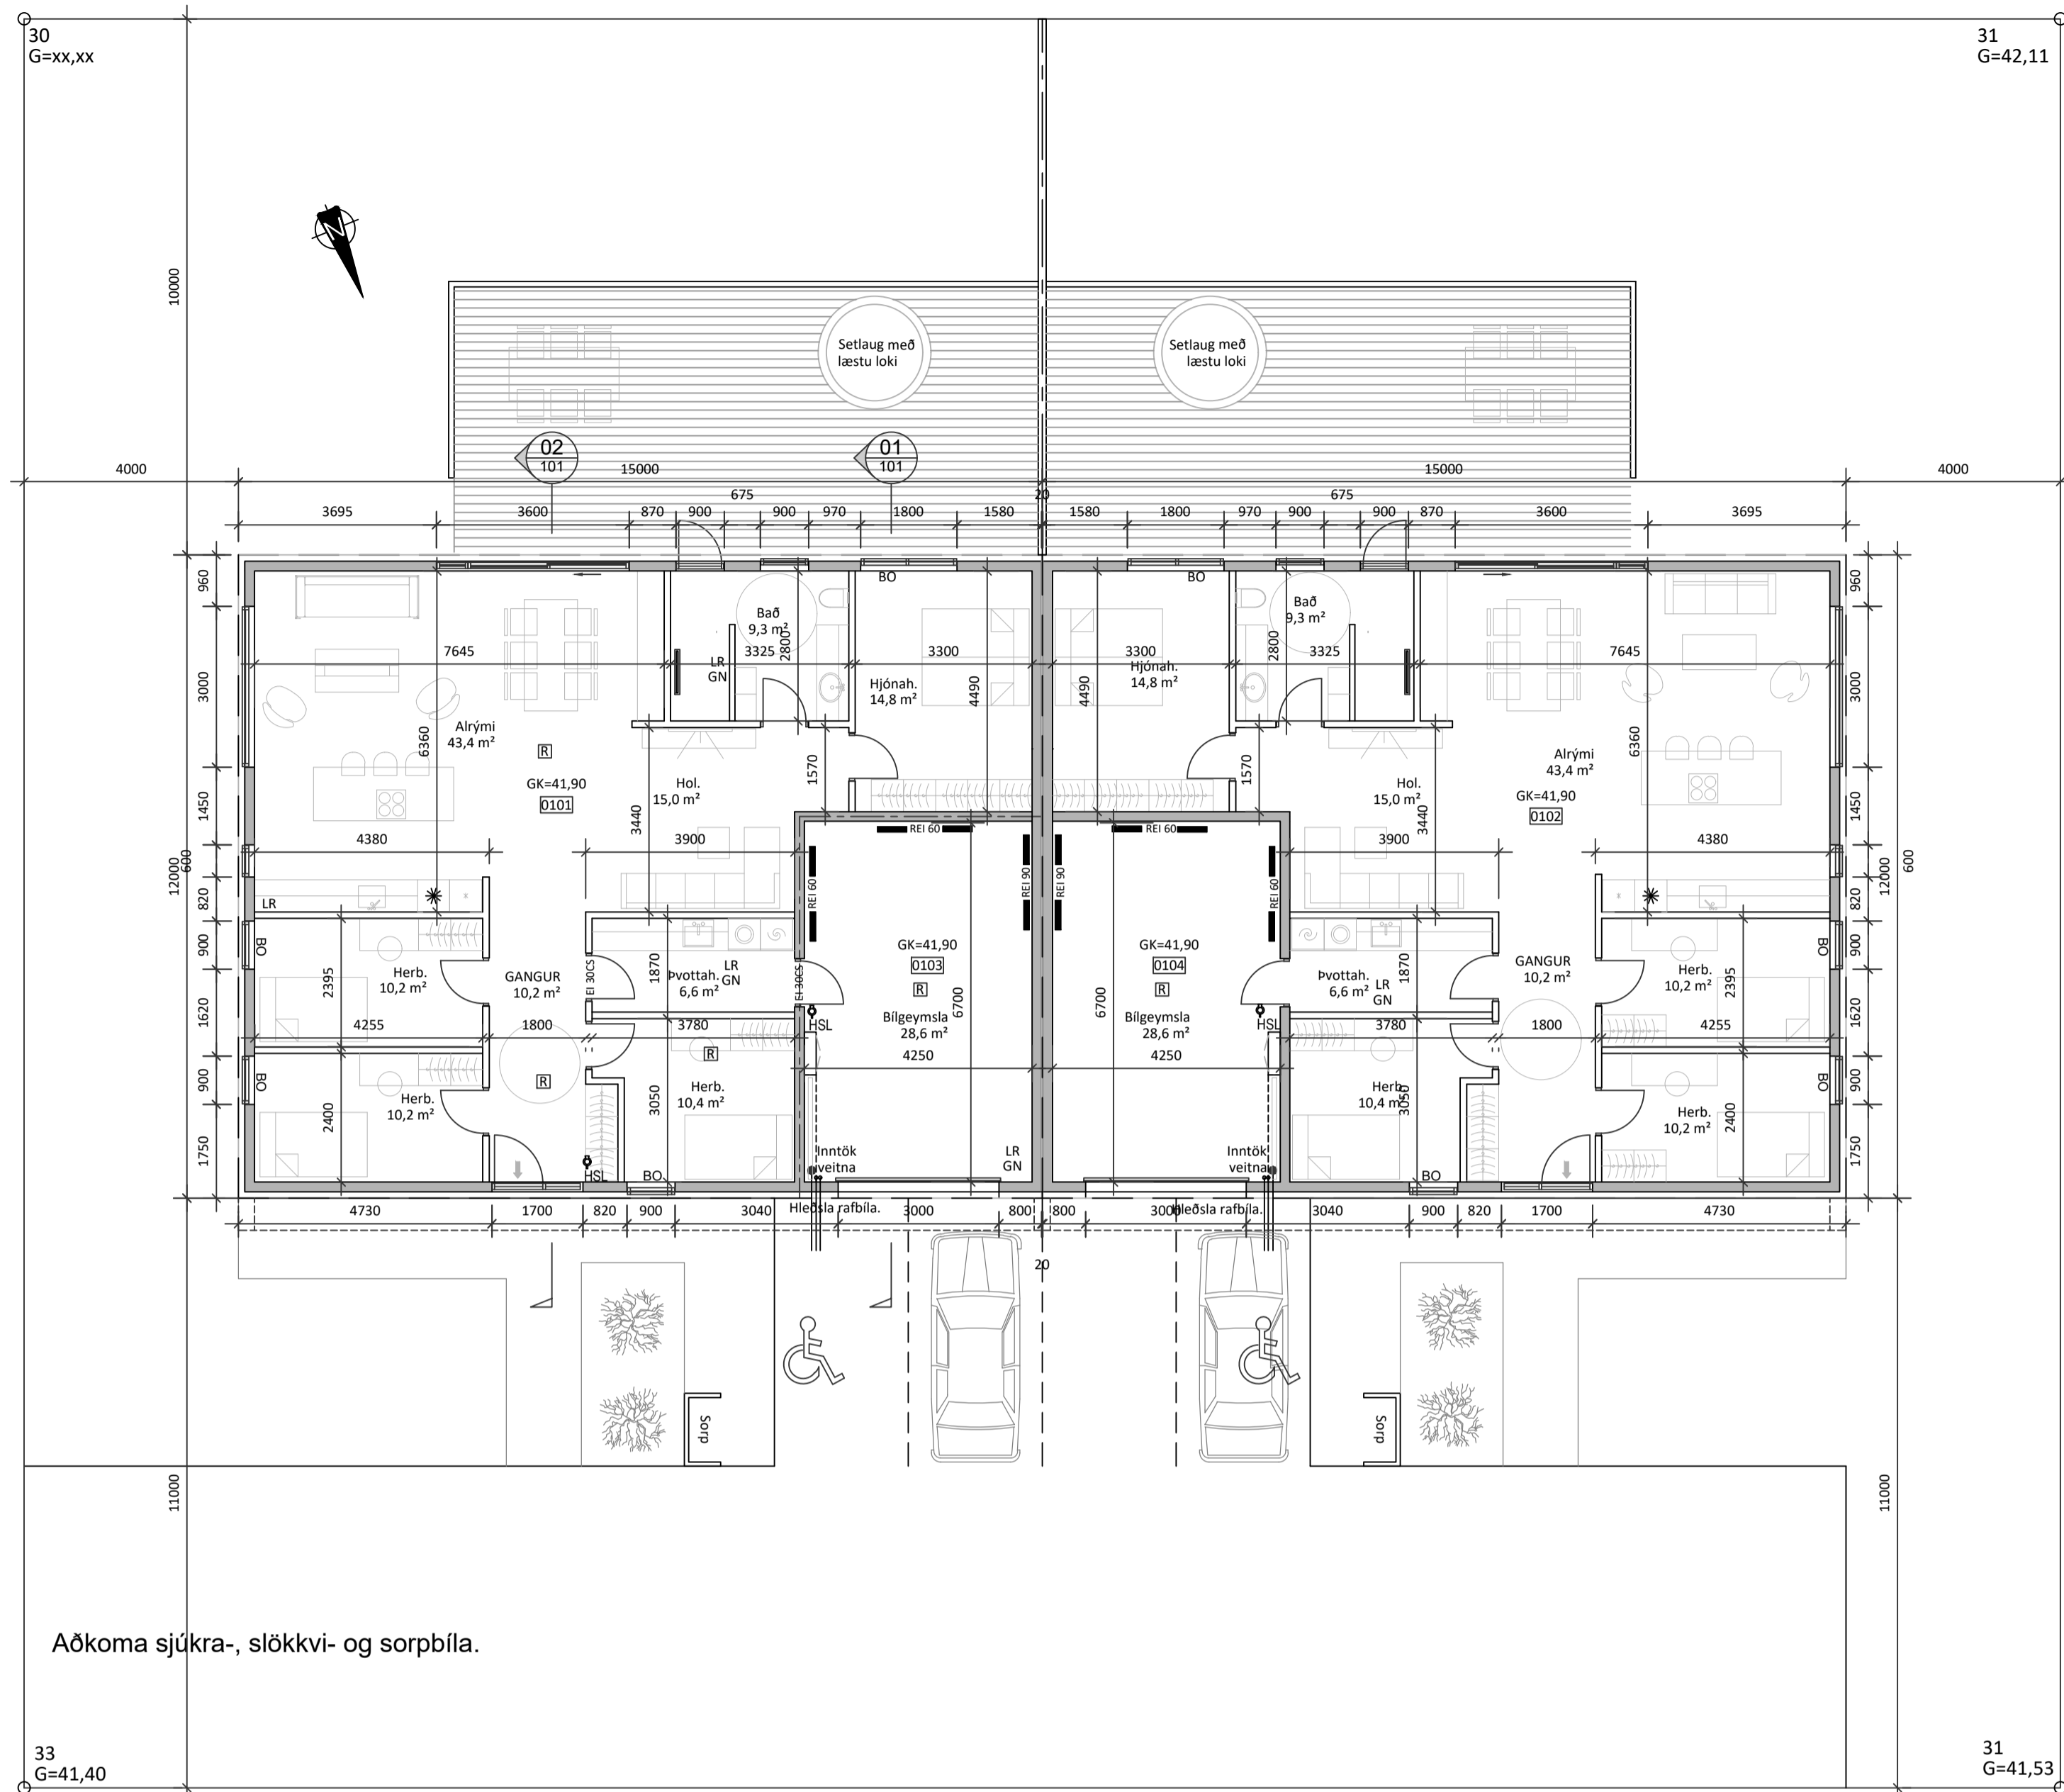 30
G=xx,xx
31
G=42,11
N
10000
Setlaug með
læstu loki
Setlaug með
læstu loki
02
101
01
101
4000
15000
15000
4000
675
20
675
3695
3600
870
900
900
970
1800
1580
1580
1800
970
900
900
870
3600
3695
960
3000
1450
820
900
1620
900
1750
12000
600
960
3000
1450
820
900
1620
900
1750
12000
600
BO
BO
Bað
9,3 m²
2800
3325
LR
GN
7645
3300
Hjónah.
14,8 m²
4490
Alrými
43,4 m²
6360
R
GK=41,90
0101
Hol.
15,0 m²
1570
3440
4380
3900
LR
BO
Herb.
10,2 m²
2395
GANGUR
10,2 m²
EI 30CS
1870
Þvottah.
6,6 m²
LR
GN
EI 30CS
4255
1800
3780
R
BO
Herb.
10,2 m²
2400
R
3050
Herb.
10,4 m²
HSL
BO
REI 60
REI 60
REI 90
GK=41,90
0103
R
HSL
Bílgeymsla
28,6 m²
6700
4250
Inntök
veitna
LR
GN
3300
Hjónah.
14,8 m²
4490
Bað
9,3 m²
2800
3325
7645
Alrými
43,4 m²
6360
GK=41,90
0102
Hol.
15,0 m²
1570
3440
3900
4380
REI 60
REI 90
REI 60
GK=41,90
0104
R
Bílgeymsla
28,6 m²
6700
4250
HSL
Inntök
veitna
Þvottah.
6,6 m²
LR
GN
1870
GANGUR
10,2 m²
Herb.
10,2 m²
2395
BO
3780
1800
4255
Herb.
10,4 m²
3050
Herb.
10,2 m²
2400
BO
BO
4730
1700
820
900
3040
Hleðsla rafbíla.
3000
800
800
3000
Hleðsla rafbíla.
3040
900
820
1700
4730
20
Sorp
Sorp
11000
11000
Aðkoma sjúkra-, slökkvi- og sorpbíla.
33
G=41,40
31
G=41,53